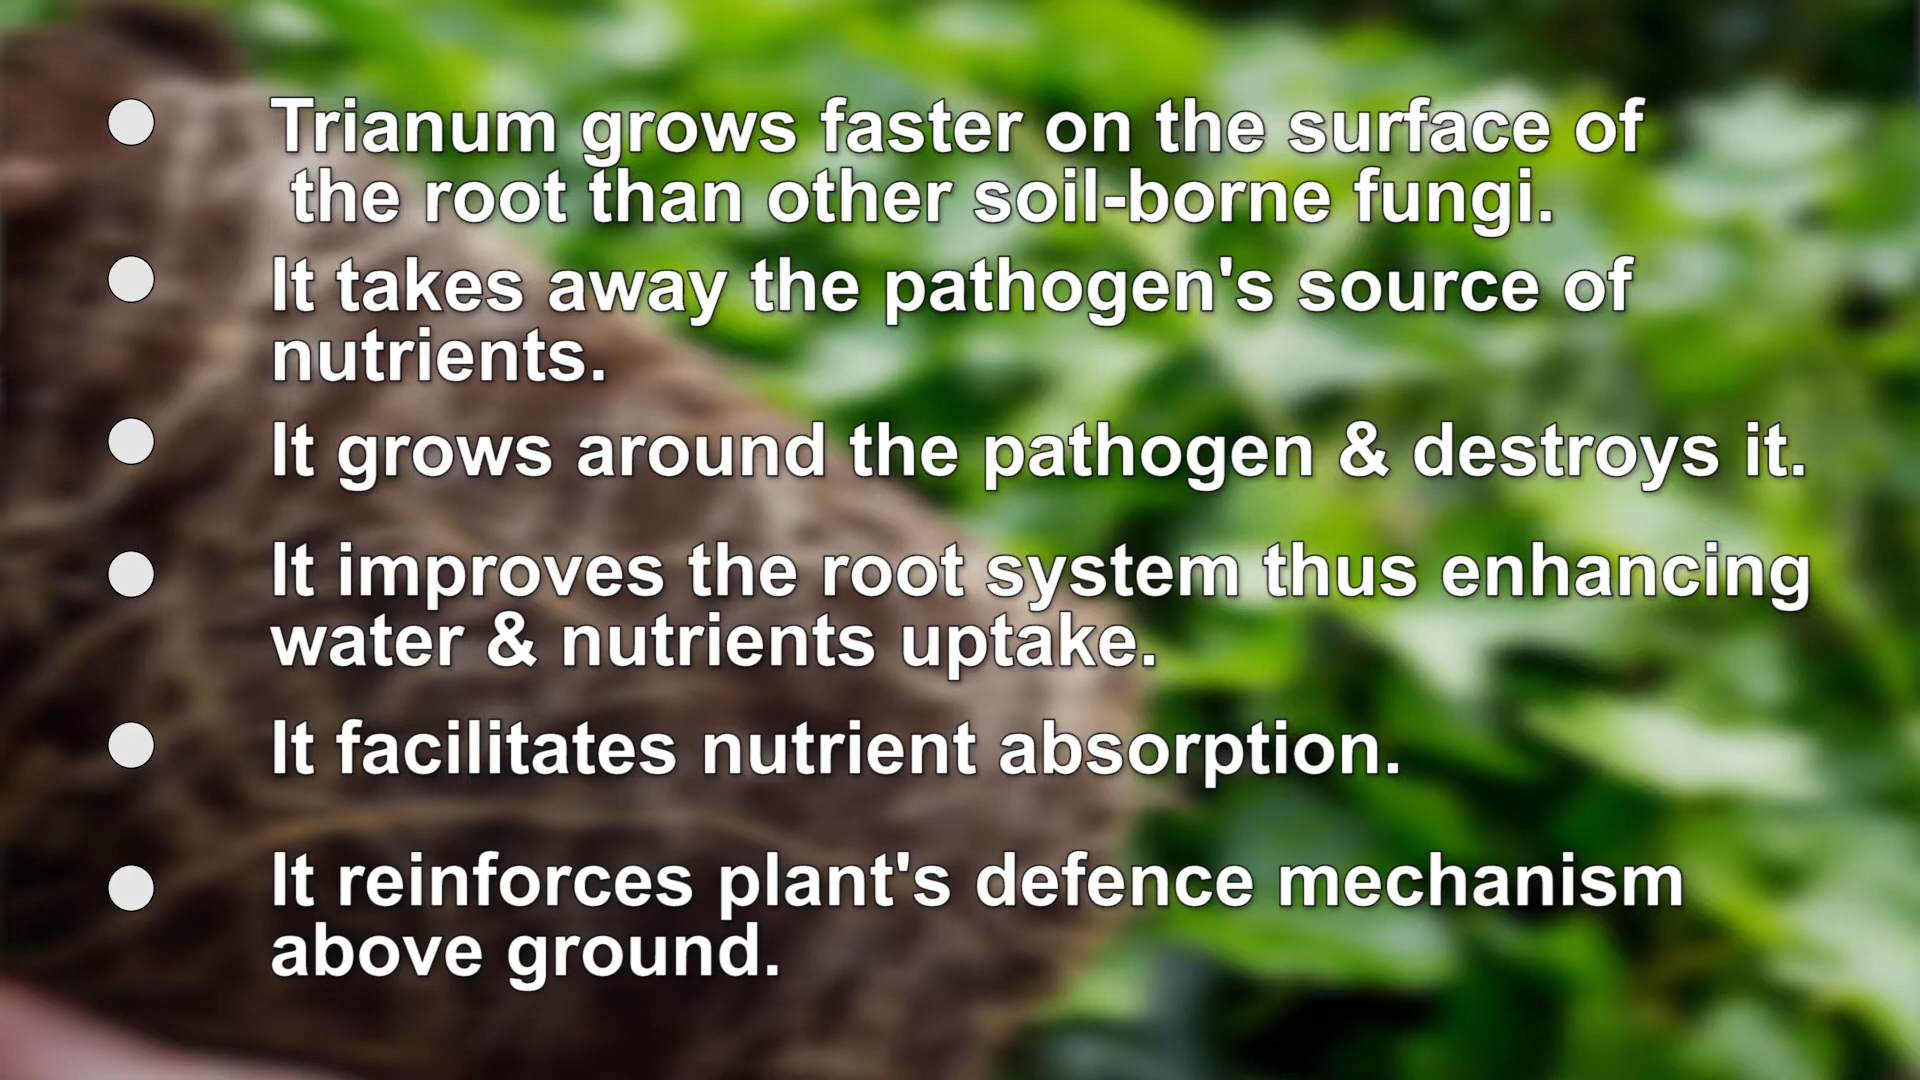 Trianum grows faster on the surface of
the root than other soil-borne fungi.
It takes away the pathogen's source of
nutrients.
It grows around the pathogen & destroys it.
It improves the root system thus enhancing
water & nutrients uptake.
It facilitates nutrient absorption.
It reinforces plant's defence mechanism
above ground.